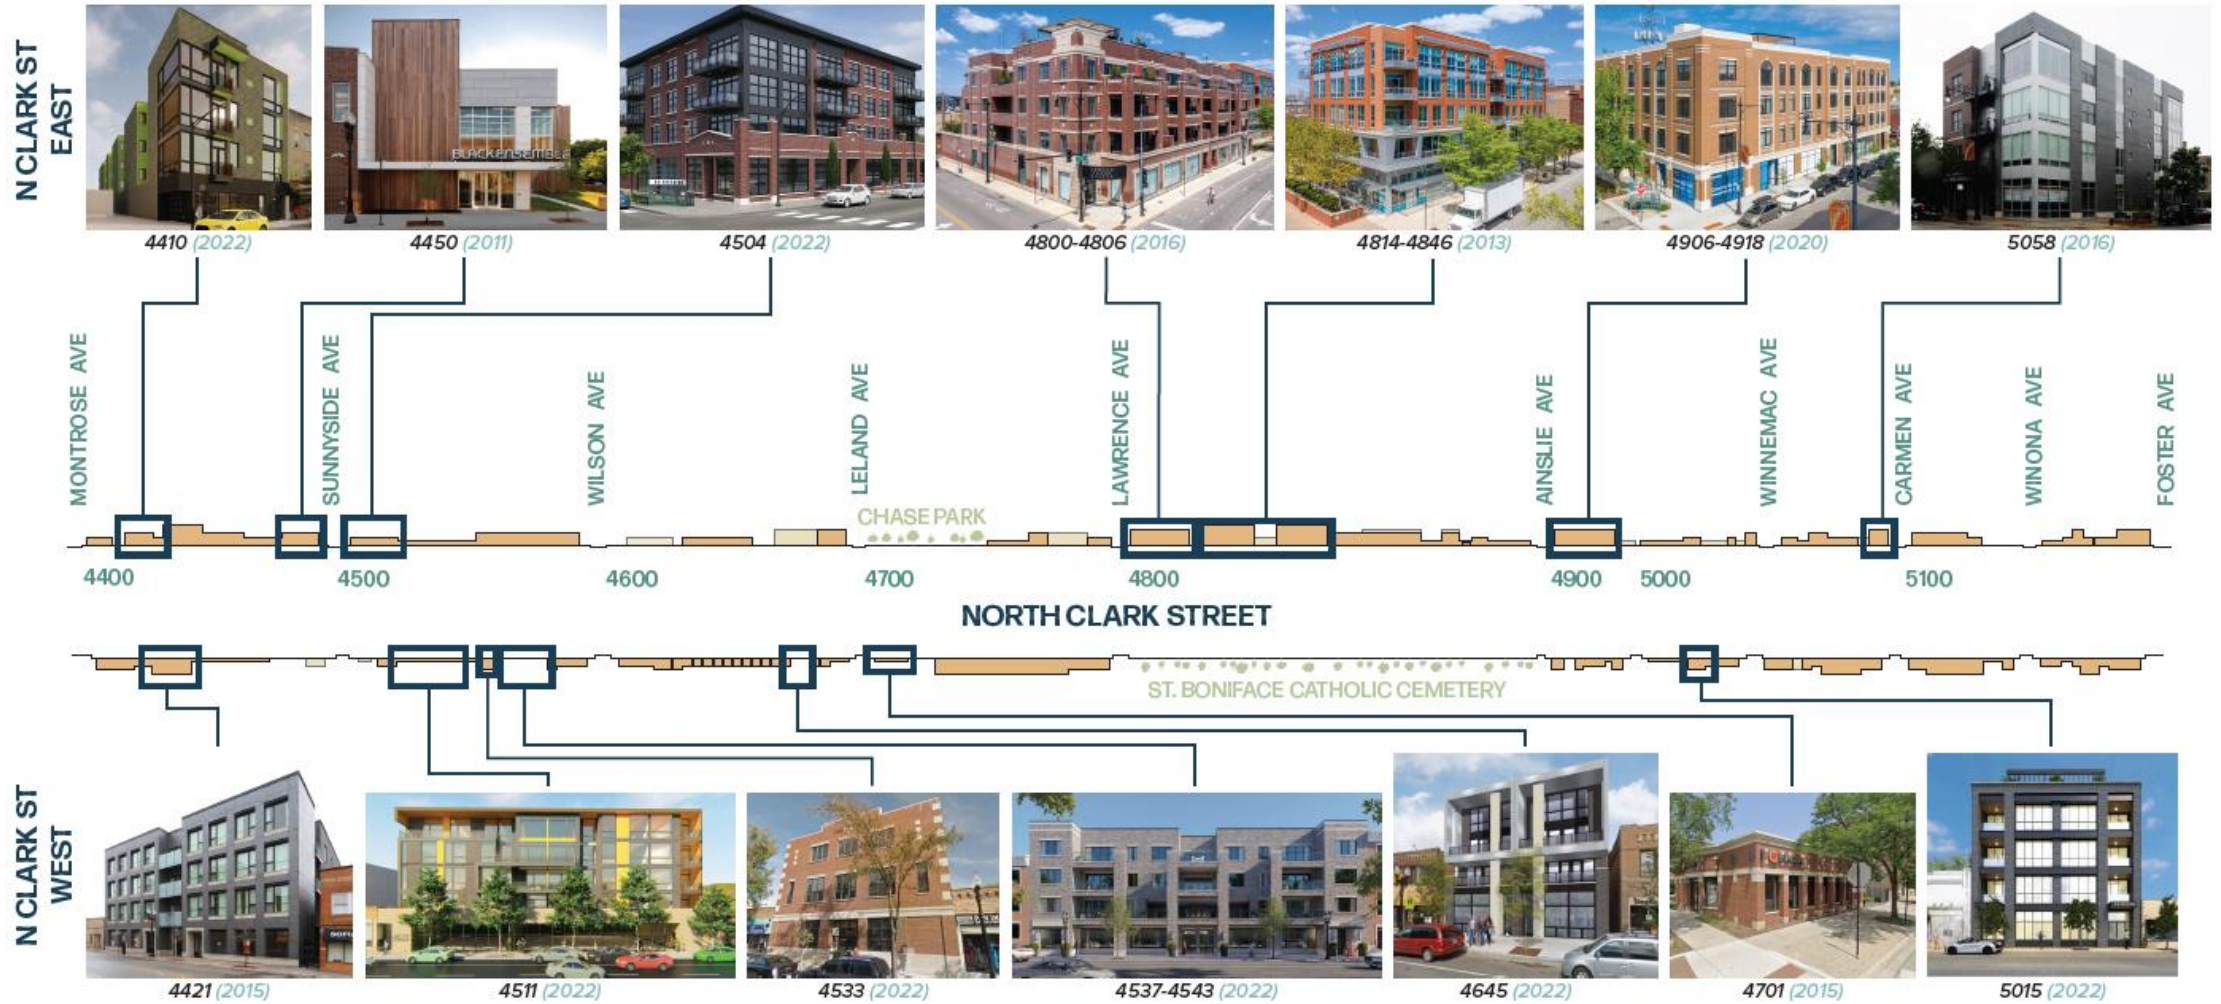 N CLARK ST
EAST
BLACK ENSEMBLE
4410 (2022)
4450 (2011)
4504 (2022)
4800-4806 (2016)
4814-4846 (2013)
4906-4918 (2020)
5058 (2016)
MONTROSE AVE
SUNNYSIDE AVE
WILSON AVE
LELAND AVE
LAWRENCE AVE
AINSLIE AVE
WINNEMAC AVE
CARMEN AVE
WINONA AVE
FOSTER AVE
CHASE PARK
4400
4500
4600
4700
4800
4900
5000
5100
NORTH CLARK STREET
ST. BONIFACE CATHOLIC CEMETERY
N CLARK ST
WEST
4421 (2015)
4511 (2022)
4533 (2022)
4537-4543 (2022)
4645 (2022)
4701 (2015)
5015 (2022)